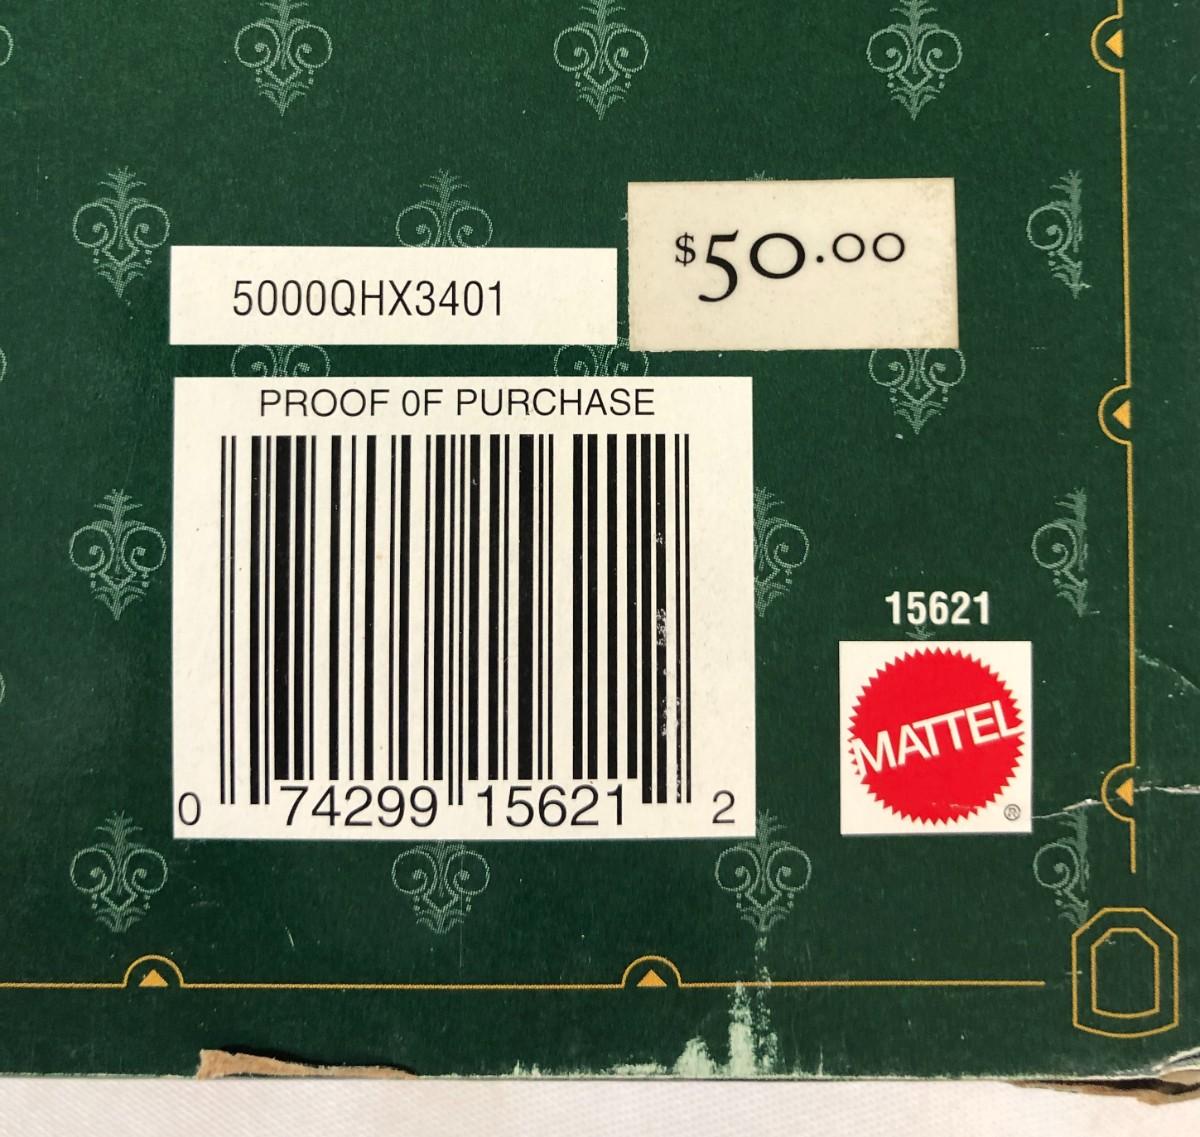 $50.00
5000QHX3401
PROOF 0F PURCHASE
0 74299 15621 2
15621
MATTEL
®